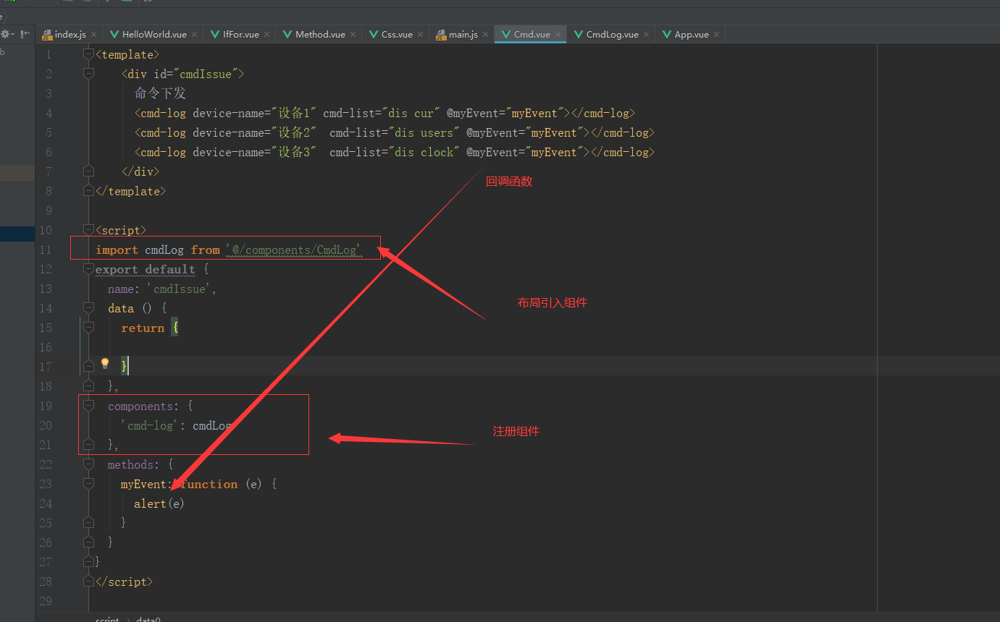 index.js HelloWorld.vue IfFor.vue Method.vue Css.vue main.js Cmd.vue CmdLog.vue App.vue
1 <template>
2 <div id="cmdIssue">
3 命令下发
4 <cmd-log device-name="设备1" cmd-list="dis cur" @myEvent="myEvent"></cmd-log>
5 <cmd-log device-name="设备2"  cmd-list="dis users" @myEvent="myEvent"></cmd-log>
6 <cmd-log device-name="设备3"  cmd-list="dis clock" @myEvent="myEvent"></cmd-log>
7 </div>
回调函数
8 </template>
9
10 <script>
11 import cmdLog from '@/components/CmdLog'
12 export default {
13 name: 'cmdIssue',
布局引入组件
14 data () {
15 return {
16
17 }
18 },
19 components: {
20 'cmd-log': cmdLog
注册组件
21 },
22 methods: {
23 myEvent: function (e) {
24 alert(e)
25 }
26 }
27 }
28 </script>
29
script › data()